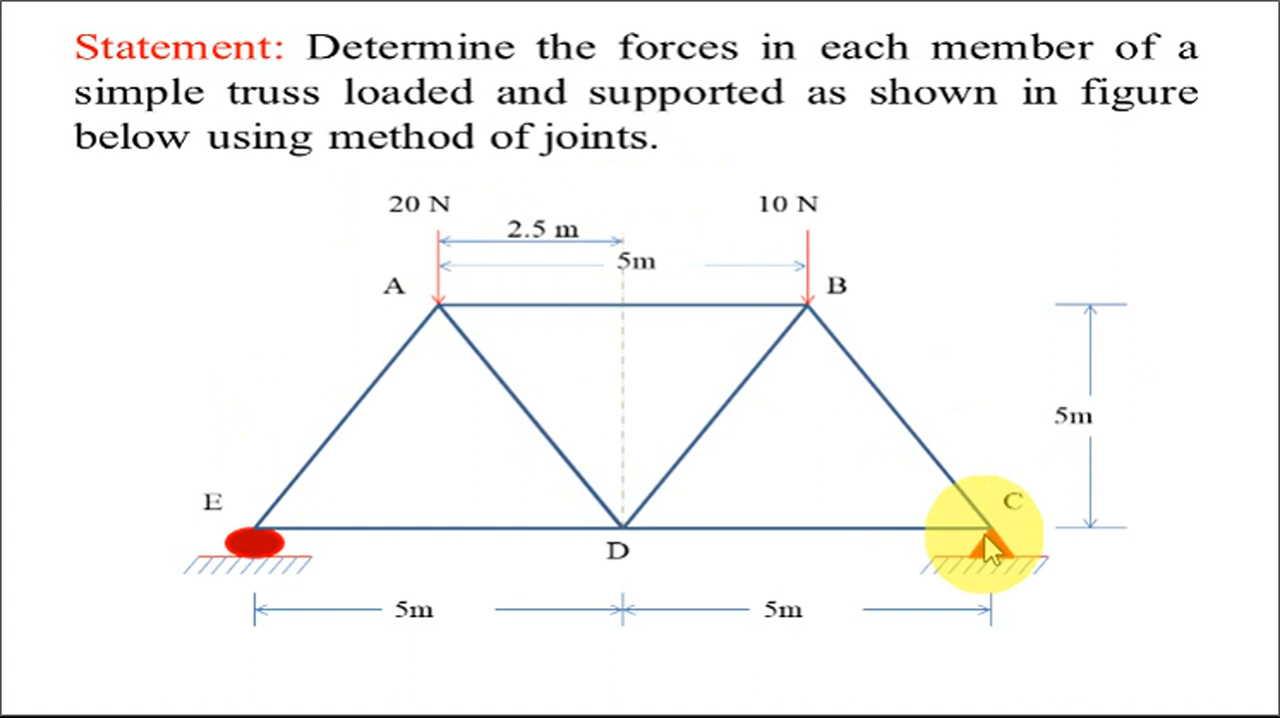 Statement: Determine the forces in each member of a
simple truss loaded and supported as shown in figure
below using method of joints.
20 N
10 N
2.5 m
5m
A
B
5m
E
C
D
5m
5m